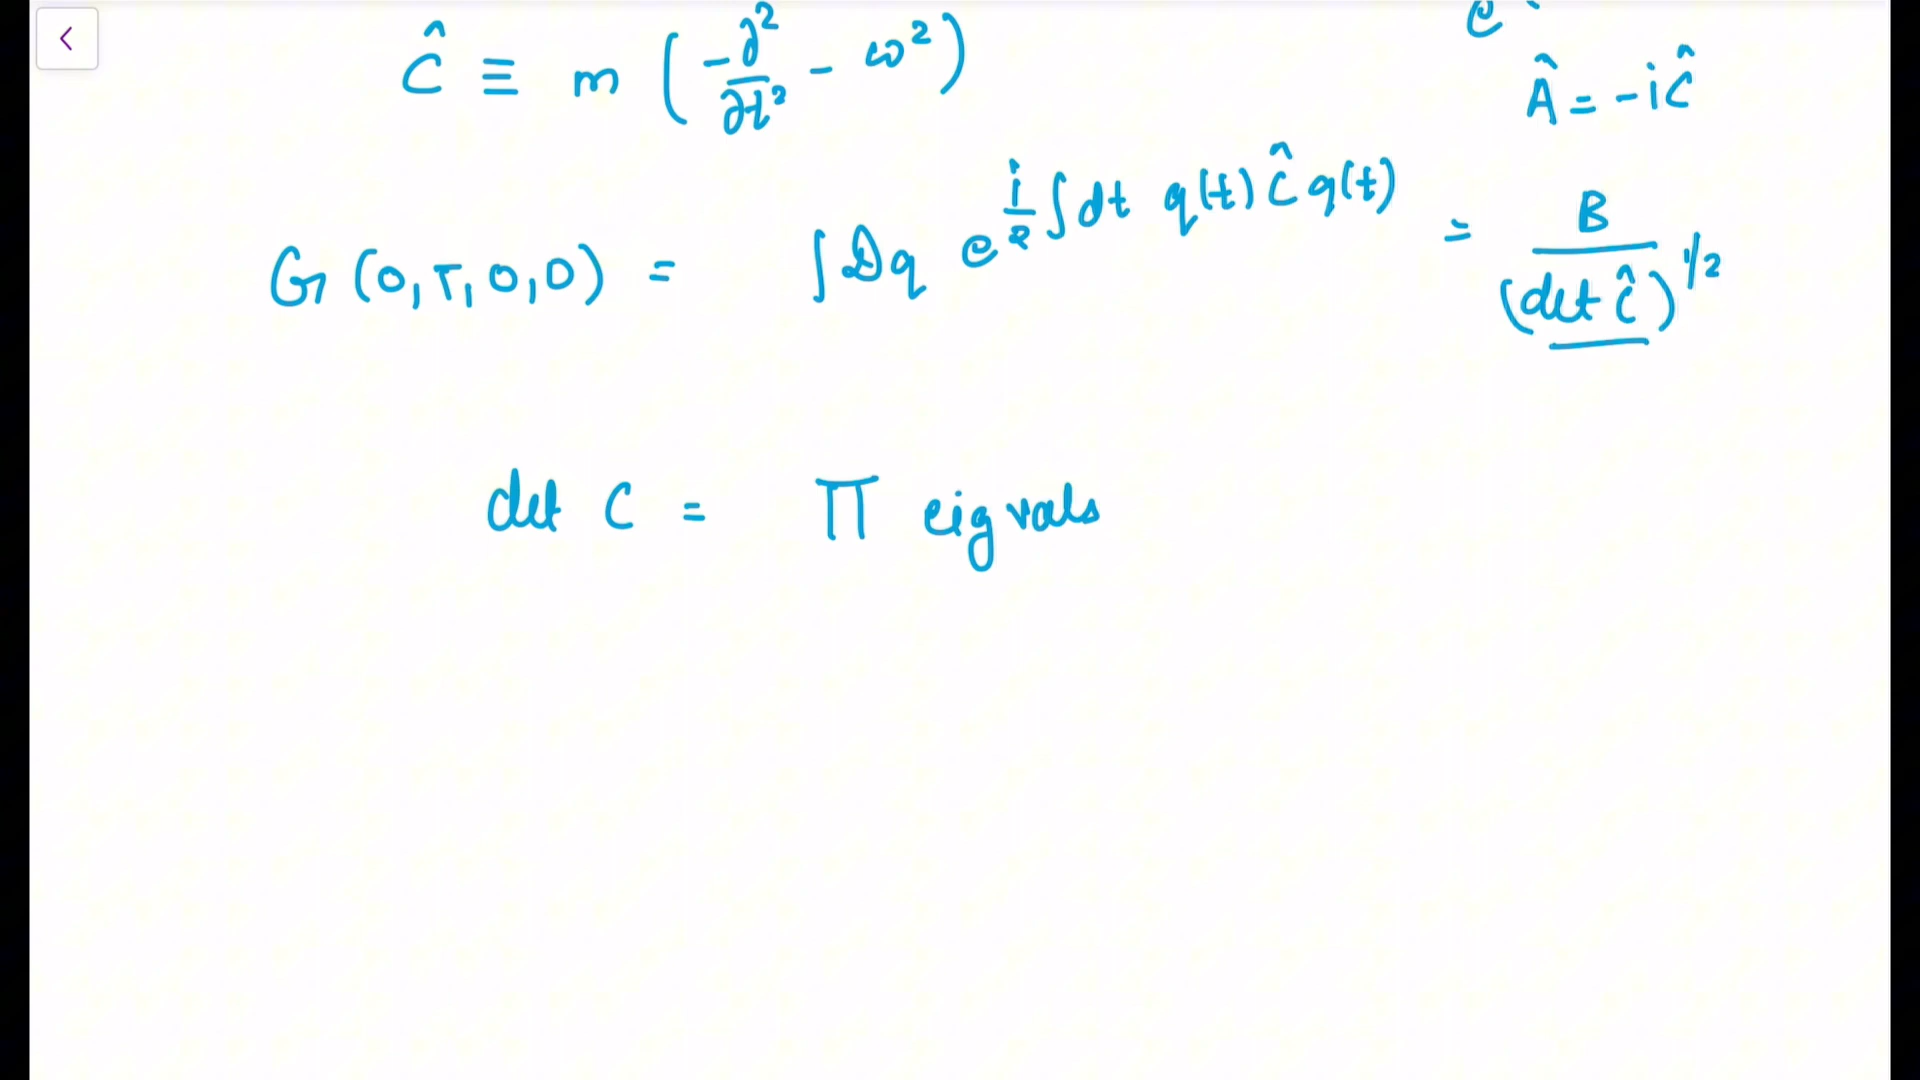 Ĉ ≡ m ( -∂²/∂t² - ω² )
e
Â = -iĈ
G (0,T,0,0) = ∫ Dq e^{i/2 ∫ dt q(t) Ĉ q(t)} = B / (det Ĉ)^{1/2}
det C = Π eigvals